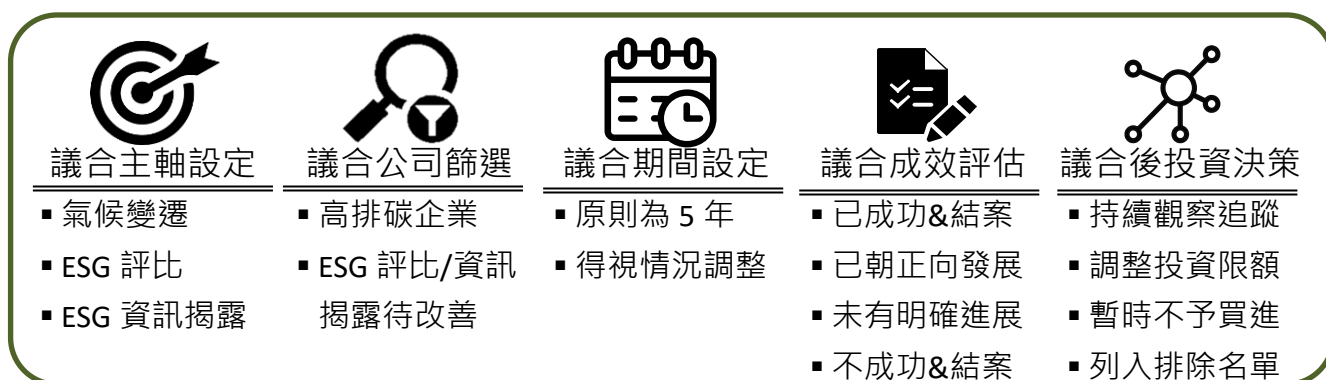 議合主軸設定
▪ 氣候變遷
▪ ESG 評比
▪ ESG 資訊揭露
議合公司篩選
▪ 高排碳企業
▪ ESG 評比/資訊
揭露待改善
議合期間設定
▪ 原則為 5 年
▪ 得視情況調整
議合成效評估
▪ 已成功&結案
▪ 已朝正向發展
▪ 未有明確進展
▪ 不成功&結案
議合後投資決策
▪ 持續觀察追蹤
▪ 調整投資限額
▪ 暫時不予買進
▪ 列入排除名單